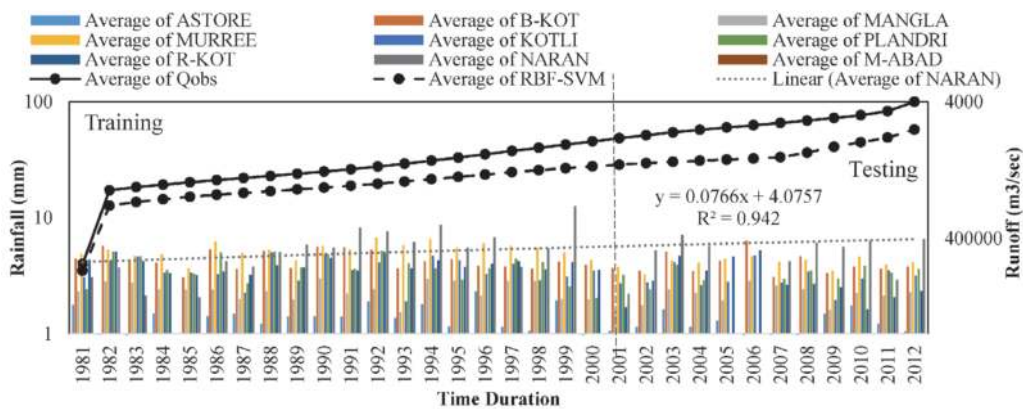 Average of ASTORE Average of B-KOT Average of MANGLA
Average of MURREE Average of KOTLI Average of PLANDRI
Average of R-KOT Average of NARAN Average of M-ABAD
Average of Qobs Average of RBF-SVM Linear (Average of NARAN)
100
10
1
Rainfall (mm)
Training
Testing
y = 0.0766x + 4.0757
R² = 0.942
4000
400000
Runoff (m3/sec)
1981 1982 1983 1984 1985 1986 1987 1988 1989 1990 1991 1992 1993 1994 1995 1996 1997 1998 1999 2000 2001 2002 2003 2004 2005 2006 2007 2008 2009 2010 2011 2012
Time Duration